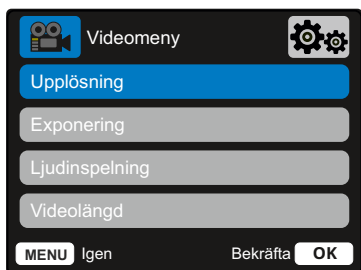 Videomeny
Upplösning
Exponering
Ljudinspelning
Videolängd
MENU Igen Bekräfta OK